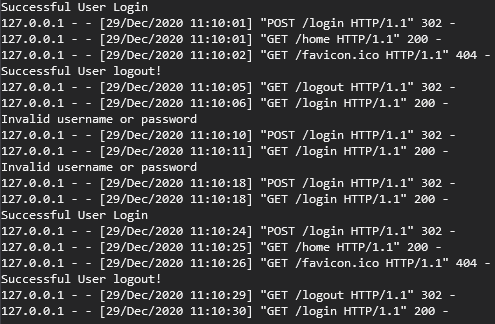 Successful User Login
127.0.0.1 - - [29/Dec/2020 11:10:01] "POST /login HTTP/1.1" 302 -
127.0.0.1 - - [29/Dec/2020 11:10:01] "GET /home HTTP/1.1" 200 -
127.0.0.1 - - [29/Dec/2020 11:10:02] "GET /favicon.ico HTTP/1.1" 404 -
Successful User logout!
127.0.0.1 - - [29/Dec/2020 11:10:05] "GET /logout HTTP/1.1" 302 -
127.0.0.1 - - [29/Dec/2020 11:10:06] "GET /login HTTP/1.1" 200 -
Invalid username or password
127.0.0.1 - - [29/Dec/2020 11:10:10] "POST /login HTTP/1.1" 302 -
127.0.0.1 - - [29/Dec/2020 11:10:11] "GET /login HTTP/1.1" 200 -
Invalid username or password
127.0.0.1 - - [29/Dec/2020 11:10:18] "POST /login HTTP/1.1" 302 -
127.0.0.1 - - [29/Dec/2020 11:10:18] "GET /login HTTP/1.1" 200 -
Successful User Login
127.0.0.1 - - [29/Dec/2020 11:10:24] "POST /login HTTP/1.1" 302 -
127.0.0.1 - - [29/Dec/2020 11:10:25] "GET /home HTTP/1.1" 200 -
127.0.0.1 - - [29/Dec/2020 11:10:26] "GET /favicon.ico HTTP/1.1" 404 -
Successful User logout!
127.0.0.1 - - [29/Dec/2020 11:10:29] "GET /logout HTTP/1.1" 302 -
127.0.0.1 - - [29/Dec/2020 11:10:30] "GET /login HTTP/1.1" 200 -